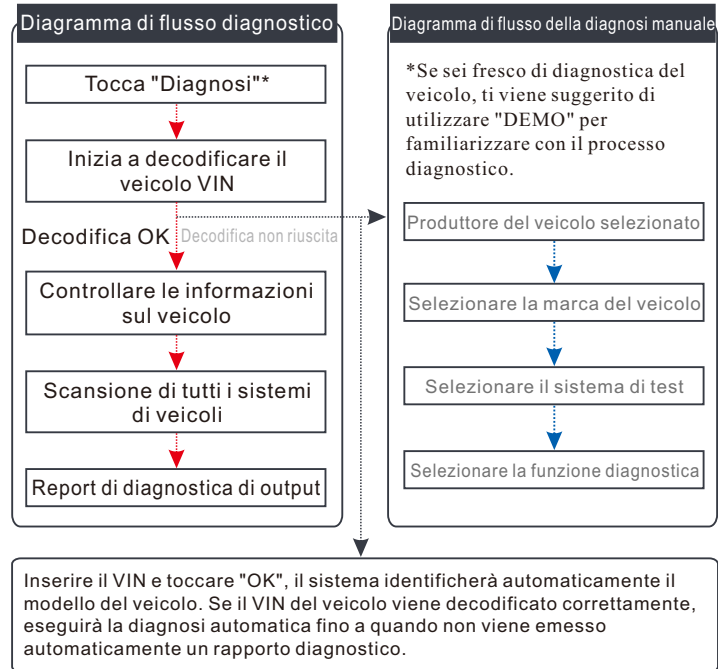 Diagramma di flusso diagnostico
Tocca "Diagnosi"*
Inizia a decodificare il
veicolo VIN
Decodifica OK
Decodifica non riuscita
Controllare le informazioni
sul veicolo
Scansione di tutti i sistemi
di veicoli
Report di diagnostica di output
Diagramma di flusso della diagnosi manuale
*Se sei fresco di diagnostica del
veicolo, ti viene suggerito di
utilizzare "DEMO" per
familiarizzare con il processo
diagnostico.
Produttore del veicolo selezionato
Selezionare la marca del veicolo
Selezionare il sistema di test
Selezionare la funzione diagnostica
Inserire il VIN e toccare "OK", il sistema identificherà automaticamente il
modello del veicolo. Se il VIN del veicolo viene decodificato correttamente,
eseguirà la diagnosi automatica fino a quando non viene emesso
automaticamente un rapporto diagnostico.